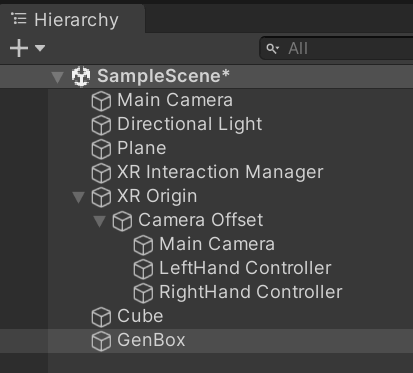 Hierarchy
All
SampleScene*
Main Camera
Directional Light
Plane
XR Interaction Manager
XR Origin
Camera Offset
Main Camera
LeftHand Controller
RightHand Controller
Cube
GenBox